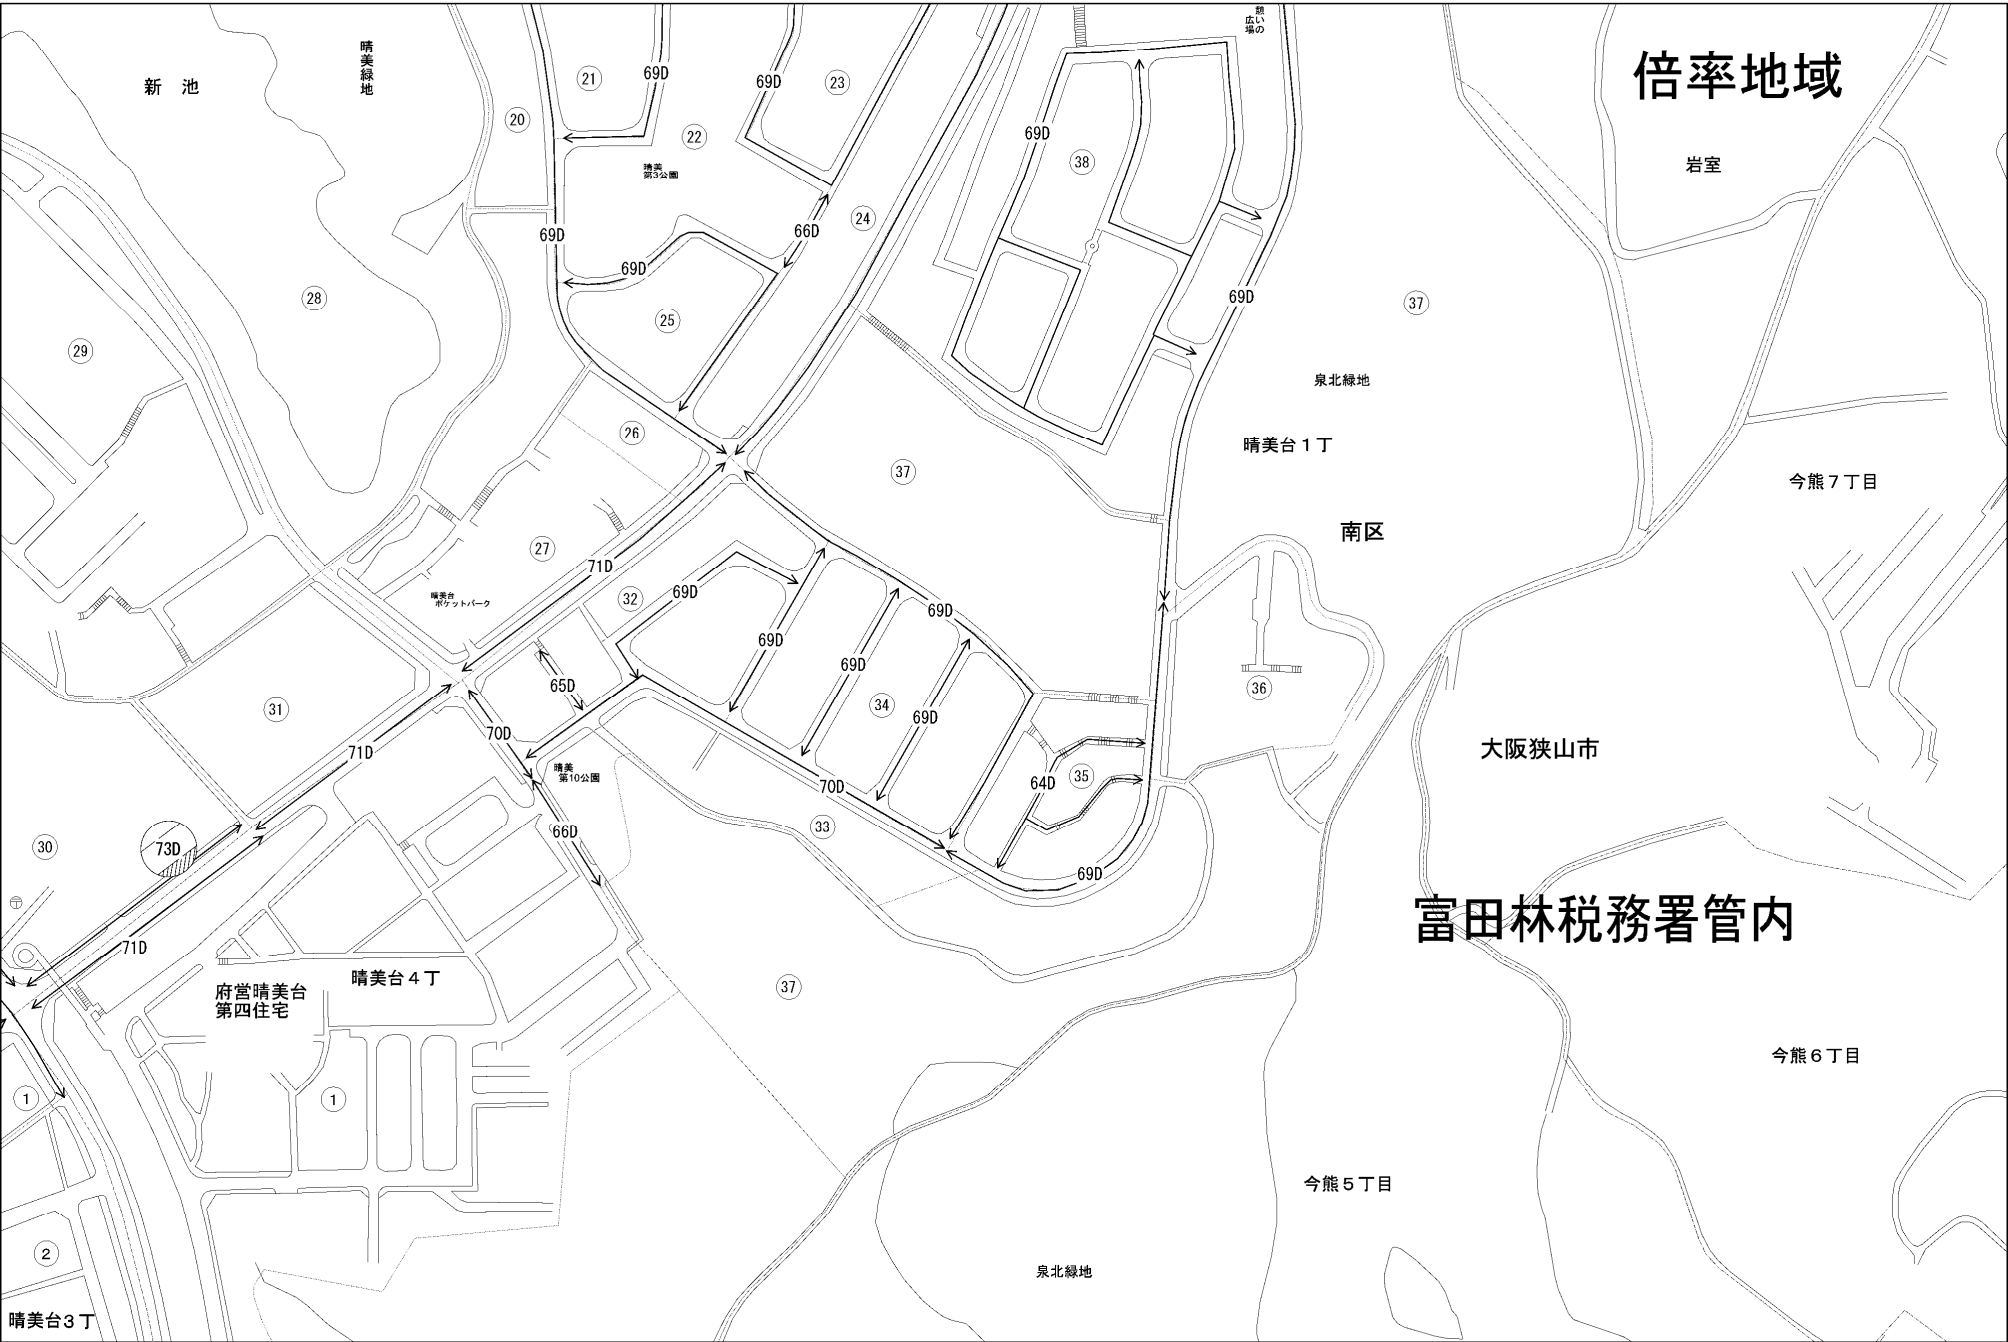 憩いの
広場
新池
晴美緑地
21
69D
69D
23
倍率地域
20
22
69D
38
岩室
晴美
第3公園
24
69D
66D
69D
28
69D
37
25
29
泉北緑地
26
晴美台1丁
37
今熊7丁目
南区
27
71D
晴美台
ポケットパーク
32
69D
69D
69D
69D
65D
36
31
34
69D
70D
71D
大阪狭山市
晴美
第10公園
35
64D
70D
33
66D
30
73D
69D
富田林税務署管内
71D
晴美台4丁
府営晴美台
第四住宅
37
今熊6丁目
1
1
今熊5丁目
2
泉北緑地
晴美台3丁